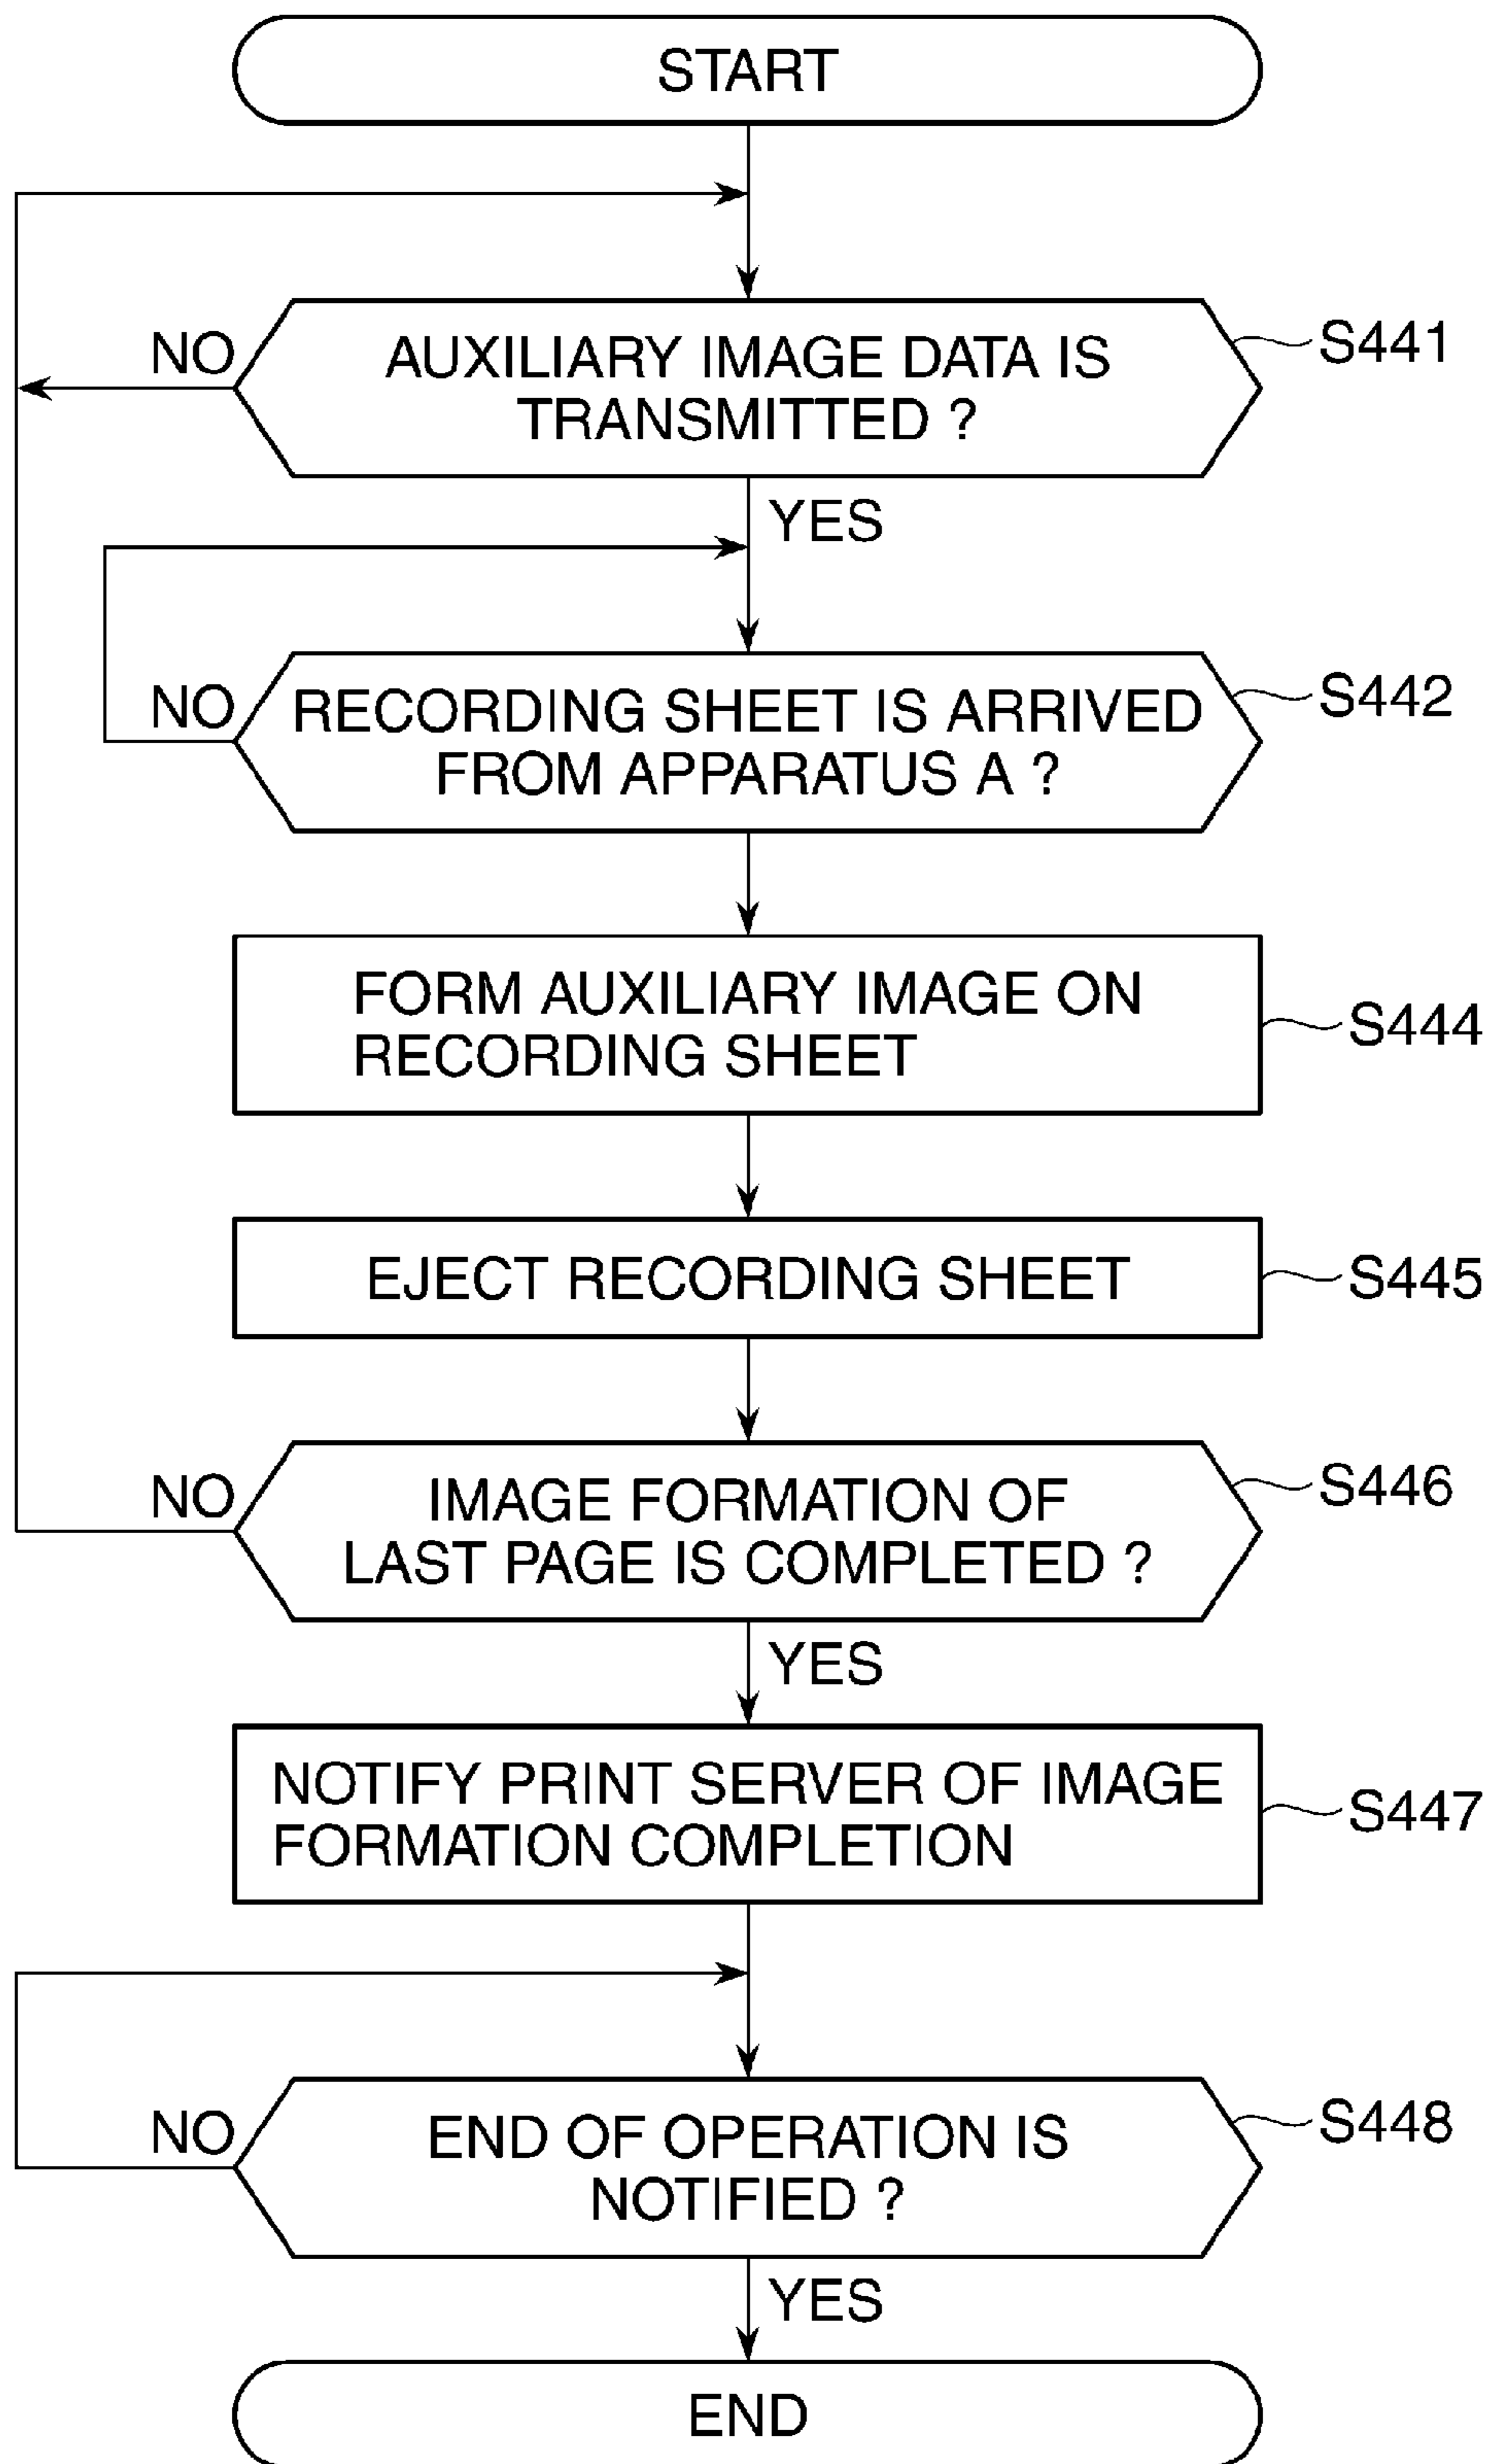 START
NO
AUXILIARY IMAGE DATA IS
TRANSMITTED ?
S441
YES
NO
RECORDING SHEET IS ARRIVED
FROM APPARATUS A ?
S442
FORM AUXILIARY IMAGE ON
RECORDING SHEET
S444
EJECT RECORDING SHEET
S445
NO
IMAGE FORMATION OF
LAST PAGE IS COMPLETED ?
S446
YES
NOTIFY PRINT SERVER OF IMAGE
FORMATION COMPLETION
S447
NO
END OF OPERATION IS
NOTIFIED ?
S448
YES
END